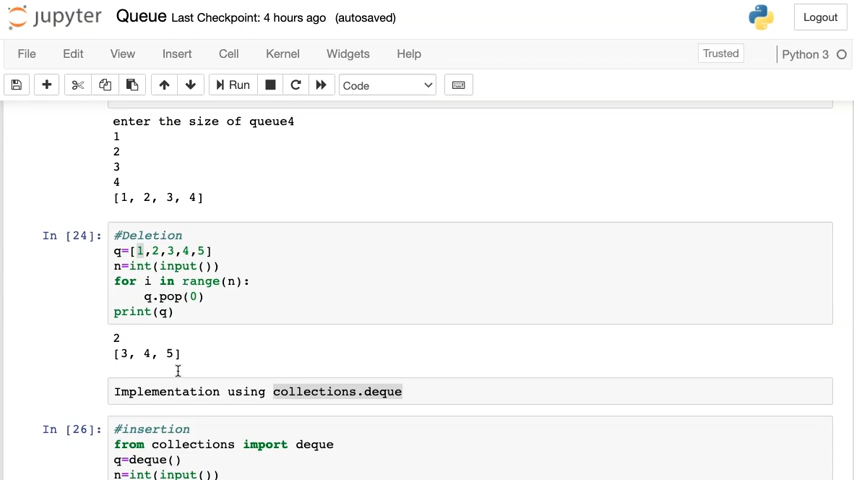 jupyter Queue Last Checkpoint: 4 hours ago (autosaved)
Logout
File Edit View Insert Cell Kernel Widgets Help
Trusted Python 3
Run Code
enter the size of queue4
1
2
3
4
[1, 2, 3, 4]
In [24]: #Deletion
q=[1,2,3,4,5]
n=int(input())
for i in range(n):
    q.pop(0)
print(q)
2
[3, 4, 5]
Implementation using collections.deque
In [26]: #insertion
from collections import deque
q=deque()
n=int(input())